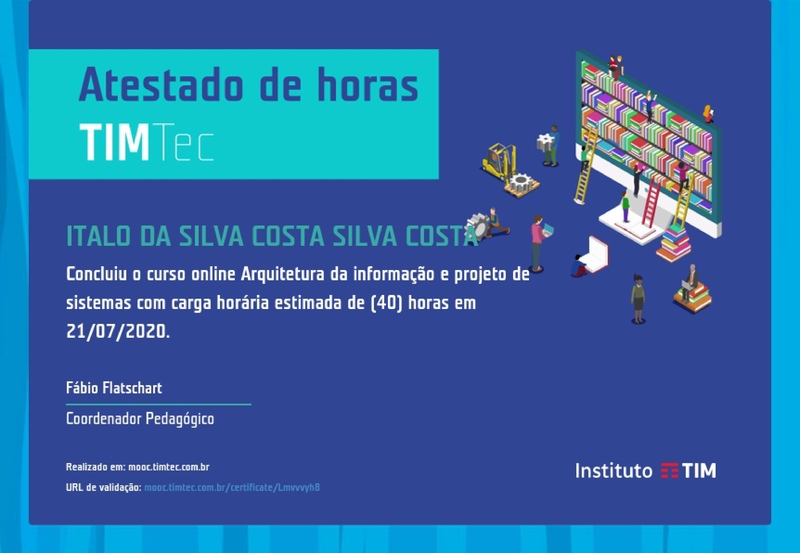 Atestado de horas
TIMTec
ITALO DA SILVA COSTA SILVA COSTA
Concluiu o curso online Arquitetura da informação e projeto de
sistemas com carga horária estimada de (40) horas em
21/07/2020.
Fábio Flatschart
Coordenador Pedagógico
Realizado em: mooc.timtec.com.br
URL de validação: mooc.timtec.com.br/certificate/Lmvvvyh8
Instituto TIM